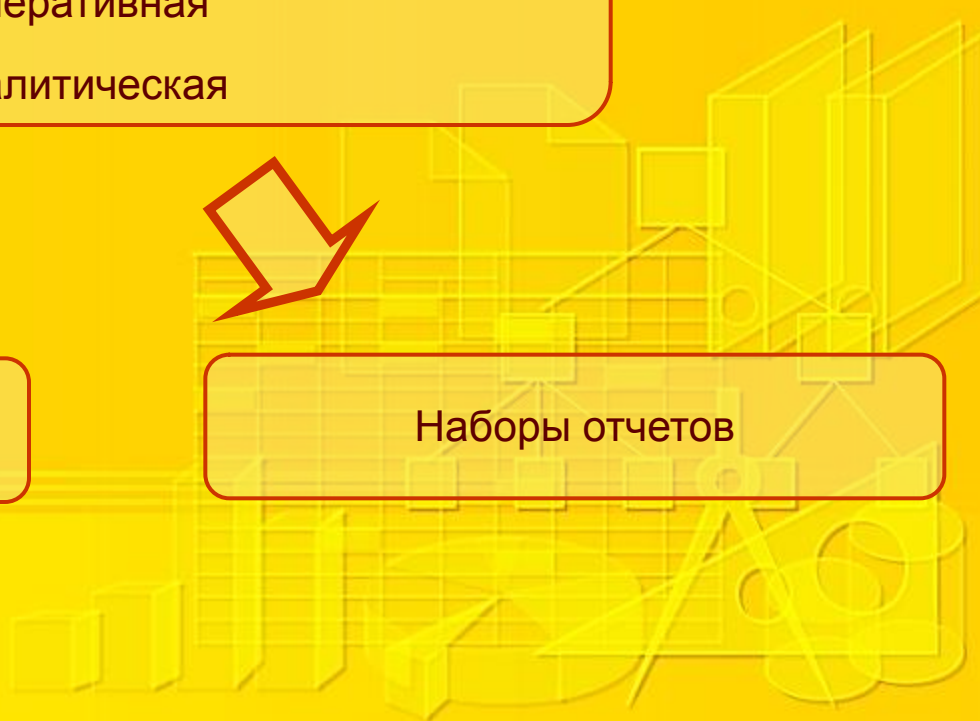 еративная
алитическая
Наборы отчетов